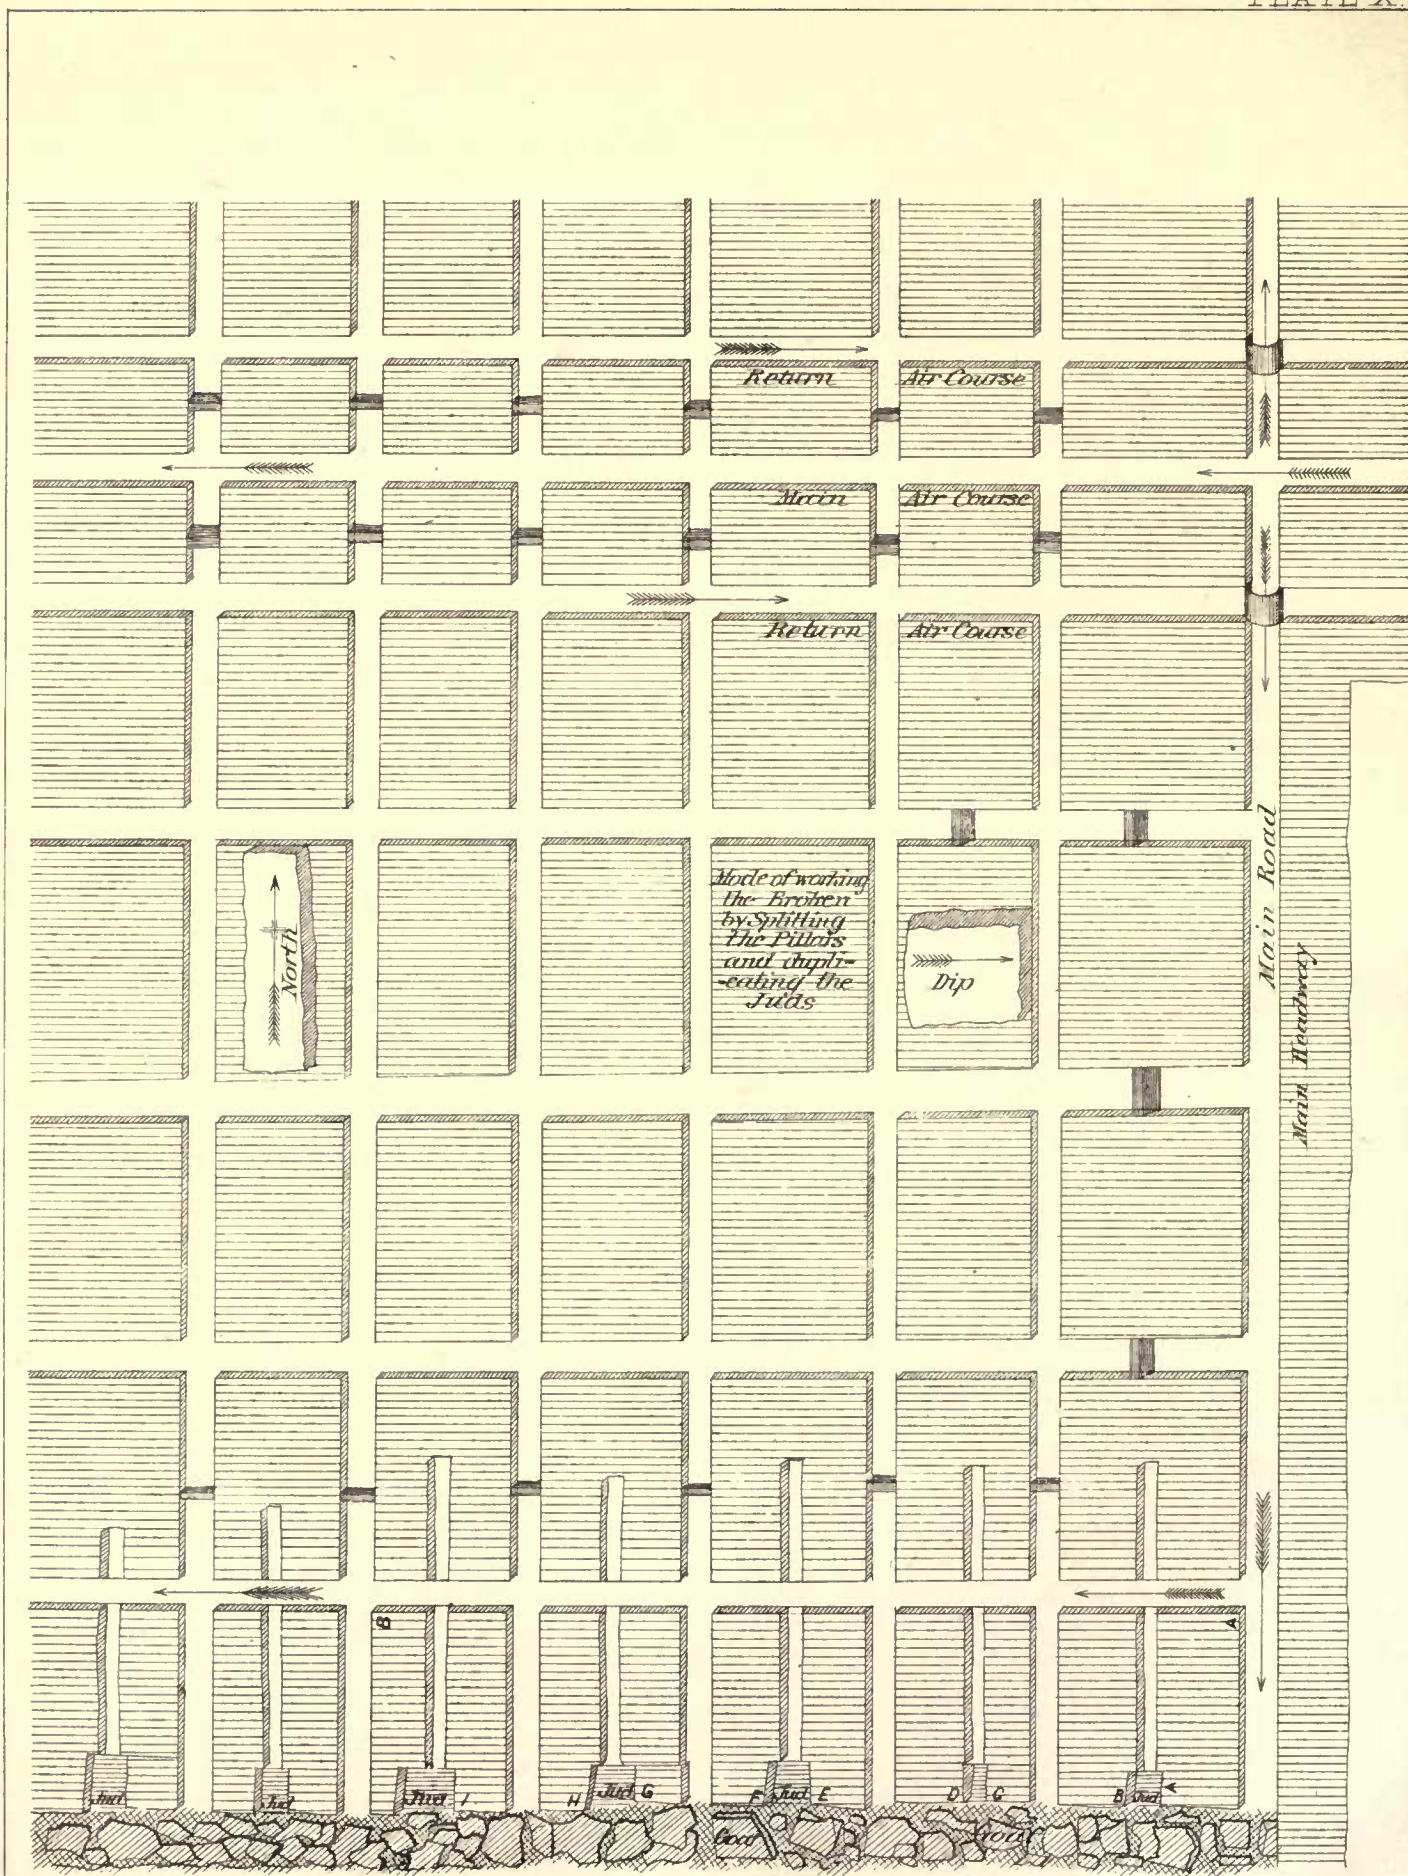 PLATE X.
Return Air Course
Main Air Course
Return Air Course
Main Road
Main Headway
North
Mode of working
the Broken
by Splitting
the Pillars
and dupli-
-cating the
Juds
Dip
B
A
Jud
Jud
Jud I
H Jud G
F Jud E
D C
B Jud A
Goaf